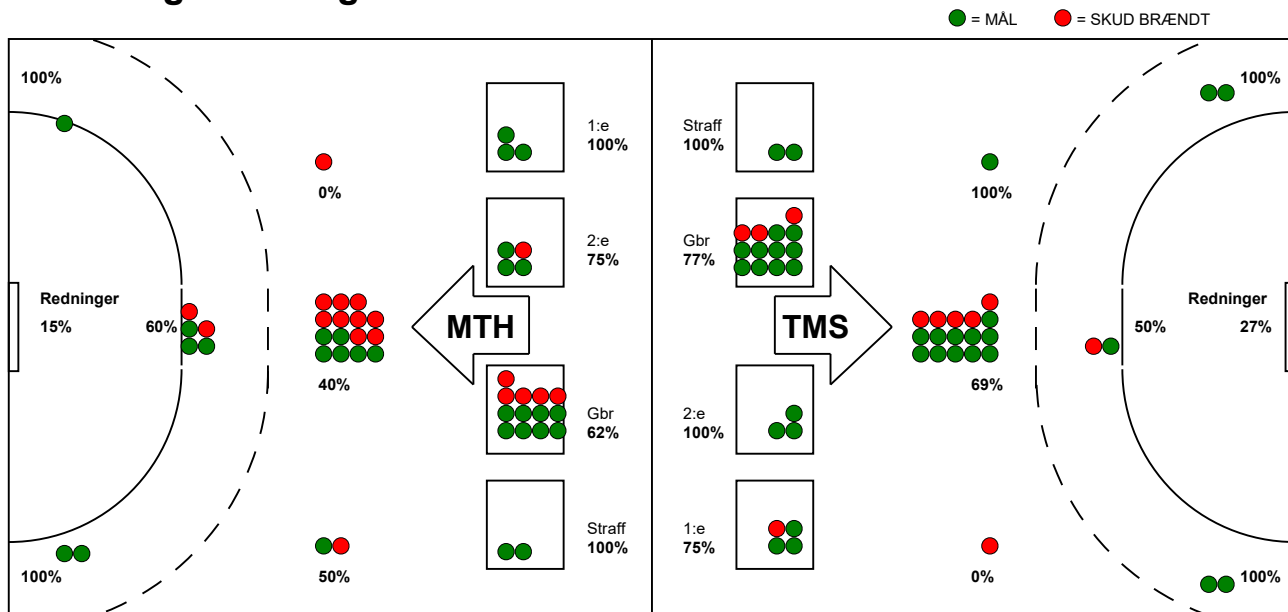 = MÅL
= SKUD BRÆNDT
100%
0%
Redninger
15%
60%
40%
100%
50%
1:e
100%
2:e
75%
MTH
Gbr
62%
Straff
100%
Straff
100%
Gbr
77%
TMS
2:e
100%
1:e
75%
100%
100%
69%
0%
50%
Redninger
27%
100%